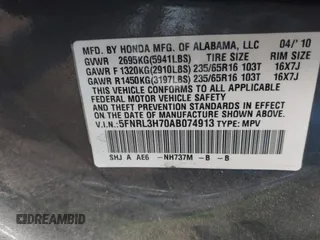 MFD. BY HONDA MFG. OF ALABAMA, LLC 04/'10
GVWR 2695KG(5941LBS) TIRE SIZE RIM SIZE
GAWR F 1320KG(2910LBS) 235/65R16 103T 16X7J
GAWR R1450KG(3197LBS) 235/65R16 103T 16X7J
THIS VEHICLE CONFORMS TO ALL APPLICABLE
FEDERAL MOTOR VEHICLE SAFETY, BUMPER,
AND THEFT PREVENTION STANDARDS IN EFFECT
ON THE DATE OF MANUFACTURE SHOWN ABOVE.
V.I.N: 5FNRL3H70AB074913 TYPE: MPV
SHJ A AE6 -NH737M -B -B
DREAMBID